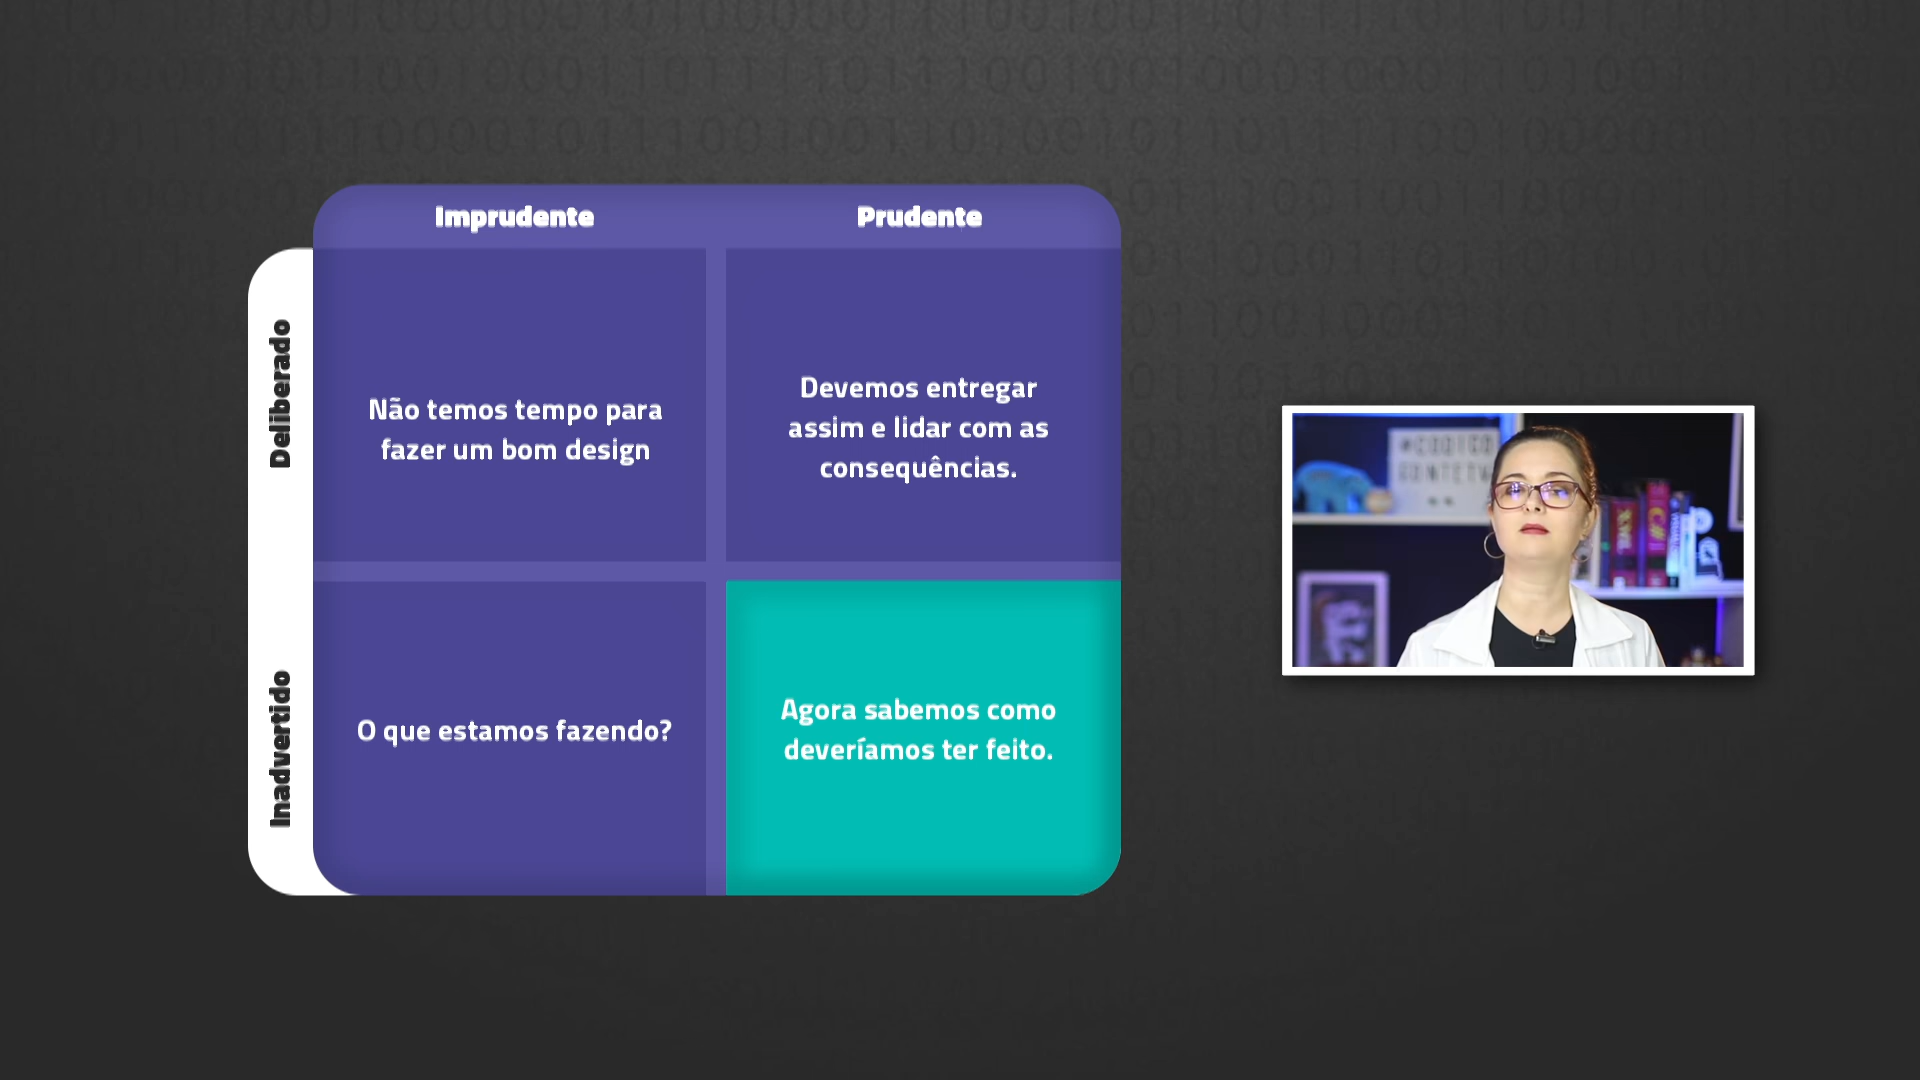 Imprudente
Prudente
Deliberado
Não temos tempo para
fazer um bom design
Devemos entregar
assim e lidar com as
consequências.
Inadvertido
O que estamos fazendo?
Agora sabemos como
deveríamos ter feito.
#CODIGO
C#